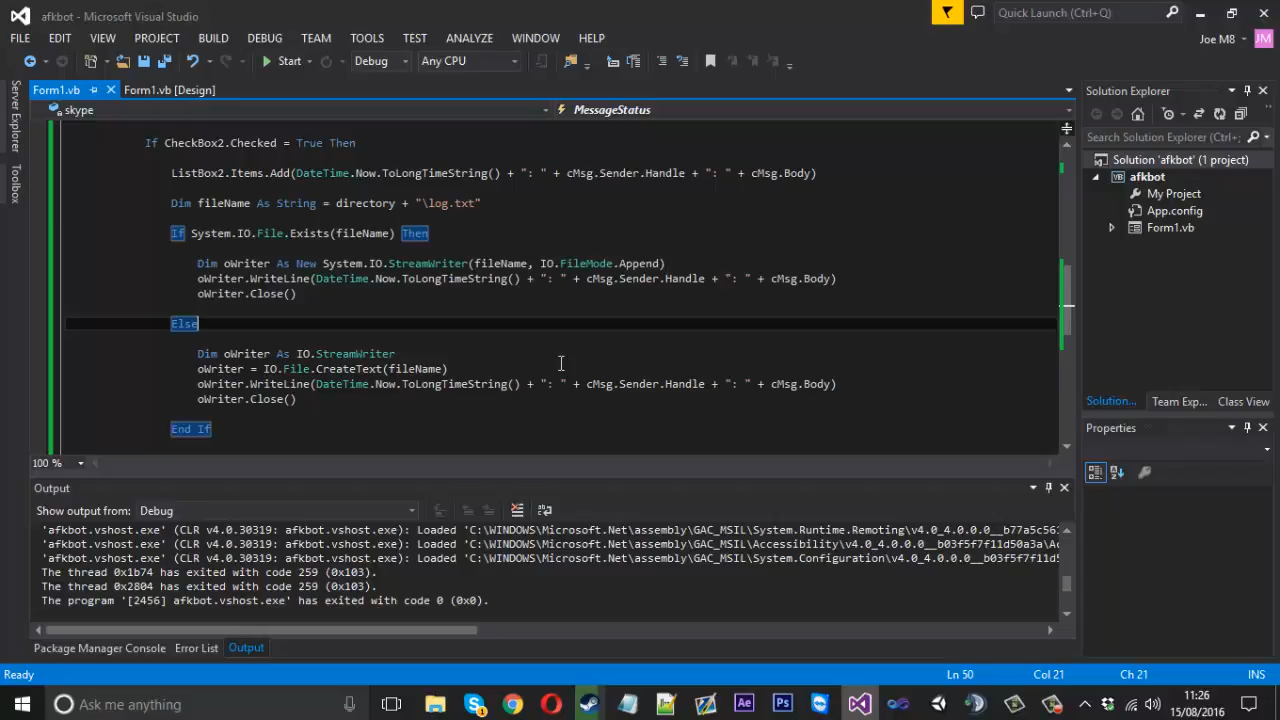 afkbot - Microsoft Visual Studio
Quick Launch (Ctrl+Q)
FILE EDIT VIEW PROJECT BUILD DEBUG TEAM TOOLS TEST ANALYZE WINDOW HELP
Joe M8 JM
Start Debug Any CPU
Server Explorer
Toolbox
Form1.vb Form1.vb [Design]
skype MessageStatus
If CheckBox2.Checked = True Then
ListBox2.Items.Add(DateTime.Now.ToLongTimeString() + ": " + cMsg.Sender.Handle + ": " + cMsg.Body)
Dim fileName As String = directory + "\log.txt"
If System.IO.File.Exists(fileName) Then
Dim oWriter As New System.IO.StreamWriter(fileName, IO.FileMode.Append)
oWriter.WriteLine(DateTime.Now.ToLongTimeString() + ": " + cMsg.Sender.Handle + ": " + cMsg.Body)
oWriter.Close()
Else
Dim oWriter As IO.StreamWriter
oWriter = IO.File.CreateText(fileName)
oWriter.WriteLine(DateTime.Now.ToLongTimeString() + ": " + cMsg.Sender.Handle + ": " + cMsg.Body)
oWriter.Close()
End If
100 %
Solution Explorer
Search Solution Explorer (Ctrl+;
Solution 'afkbot' (1 project)
VB afkbot
My Project
App.config
Form1.vb
Solution... Team Exp... Class View
Properties
Output
Show output from: Debug
'afkbot.vshost.exe' (CLR v4.0.30319: afkbot.vshost.exe): Loaded 'C:\WINDOWS\Microsoft.Net\assembly\GAC_MSIL\System.Runtime.Remoting\v4.0_4.0.0.0__b77a5c561
'afkbot.vshost.exe' (CLR v4.0.30319: afkbot.vshost.exe): Loaded 'C:\WINDOWS\Microsoft.Net\assembly\GAC_MSIL\Accessibility\v4.0_4.0.0.0__b03f5f7f11d50a3a\Ac
'afkbot.vshost.exe' (CLR v4.0.30319: afkbot.vshost.exe): Loaded 'C:\WINDOWS\Microsoft.Net\assembly\GAC_MSIL\System.Configuration\v4.0_4.0.0.0__b03f5f7f11d5
The thread 0x1b74 has exited with code 259 (0x103).
The thread 0x2804 has exited with code 259 (0x103).
The program '[2456] afkbot.vshost.exe' has exited with code 0 (0x0).
Package Manager Console Error List Output
Ready Ln 50 Col 21 Ch 21 INS
Ask me anything
Ae Ps
11:26
15/08/2016